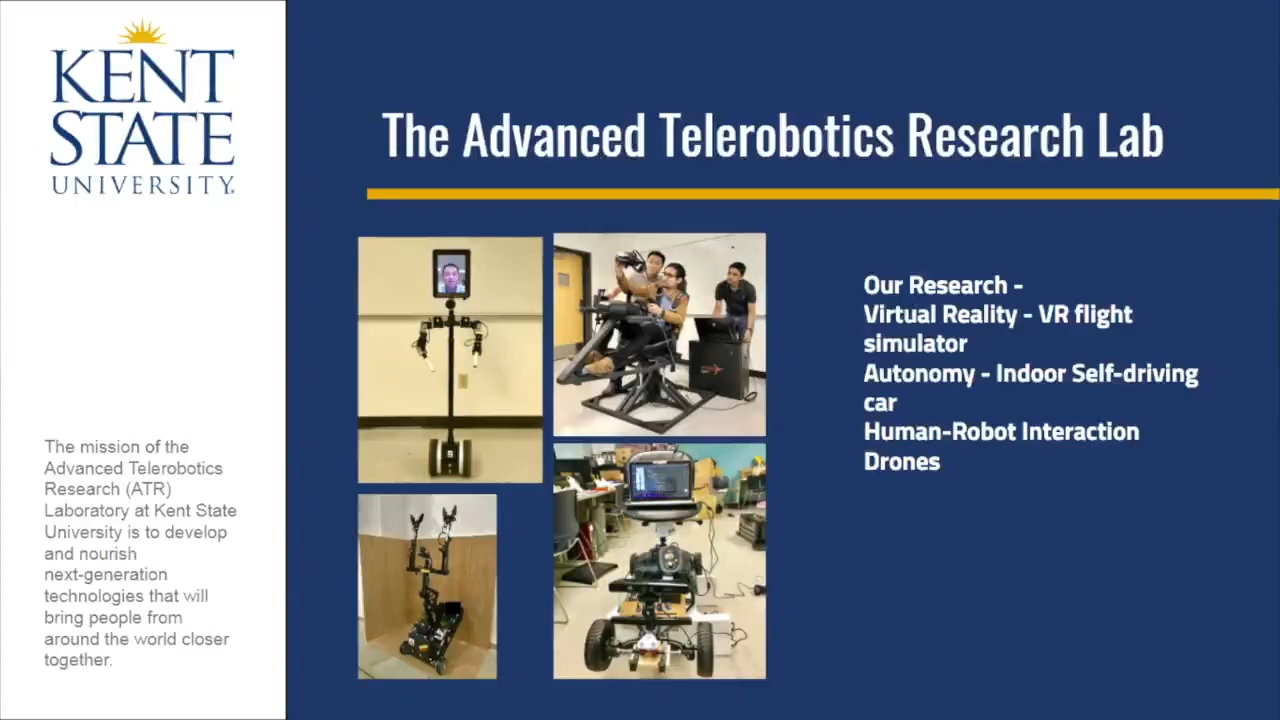 KENT
STATE
UNIVERSITY
The Advanced Telerobotics Research Lab
Our Research -
Virtual Reality - VR flight
simulator
Autonomy - Indoor Self-driving
car
Human-Robot Interaction
Drones
The mission of the
Advanced Telerobotics
Research (ATR)
Laboratory at Kent State
University is to develop
and nourish
next-generation
technologies that will
bring people from
around the world closer
together.